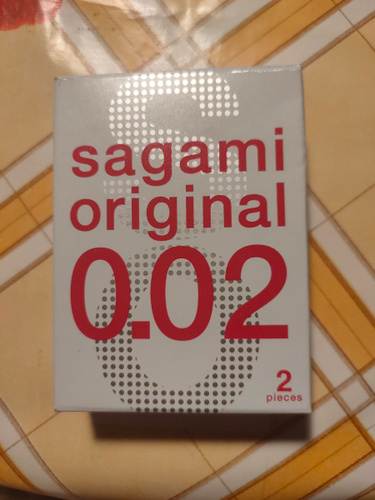 sagami
original
0.02
2
pieces